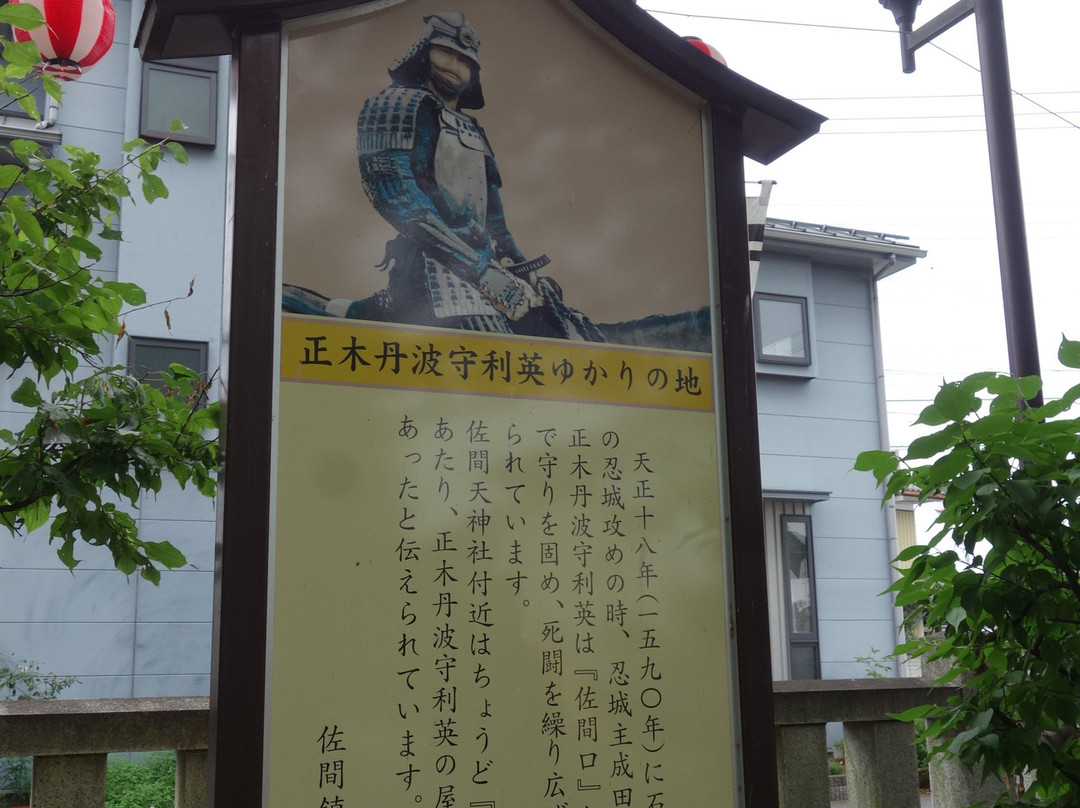 正木丹波守利英ゆかりの地
天正十八年(一五九〇年)に石
の忍城攻めの時、忍城主成田
正木丹波守利英は『佐間口』
で守りを固め、死闘を繰り広げ
られています。
佐間天神社付近はちょうど『
あたり、正木丹波守利英の屋
あったと伝えられています。
佐間